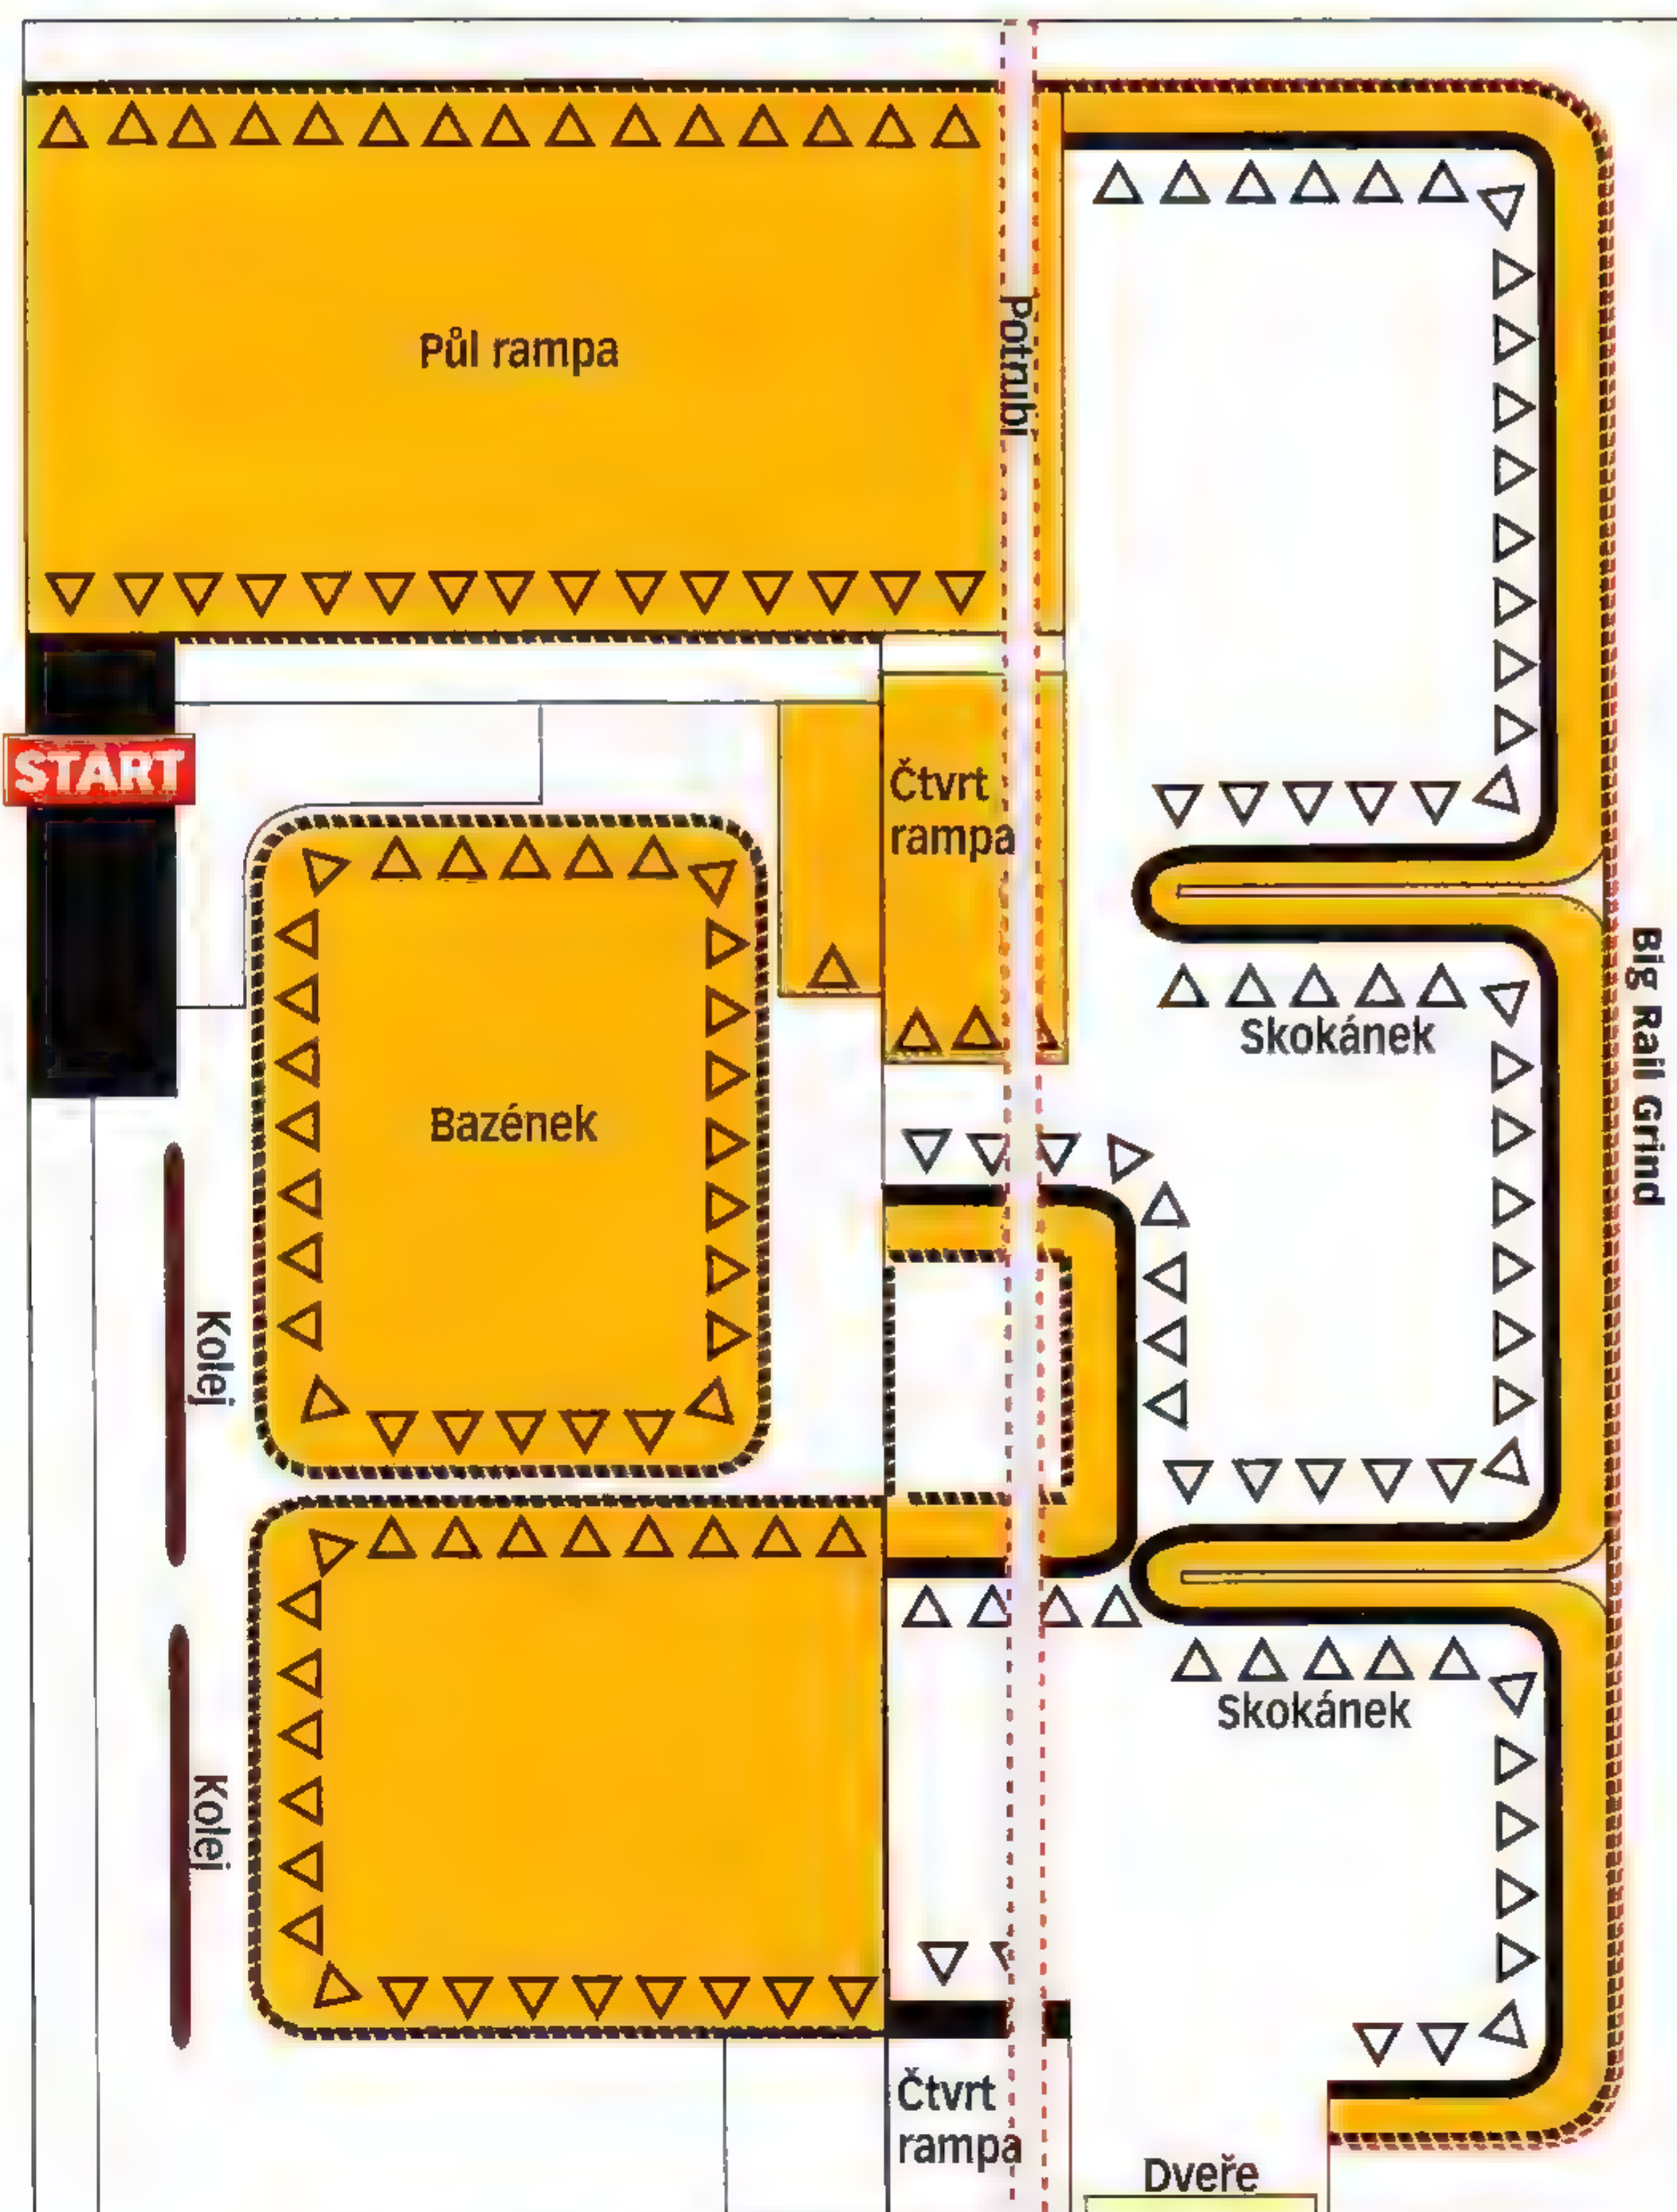 Půl rampa
Potrubí
START
Čtvrt
rampa
Big Rail Grind
Skokánek
Bazének
Kolej
Skokánek
Kolej
Čtvrt
rampa
Dveře